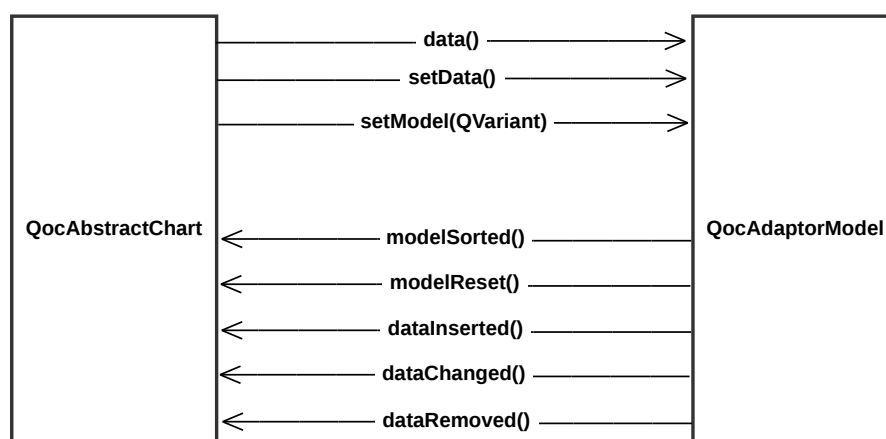 data()
setData()
setModel(QVariant)
QocAbstractChart
QocAdaptorModel
modelSorted()
modelReset()
dataInserted()
dataChanged()
dataRemoved()